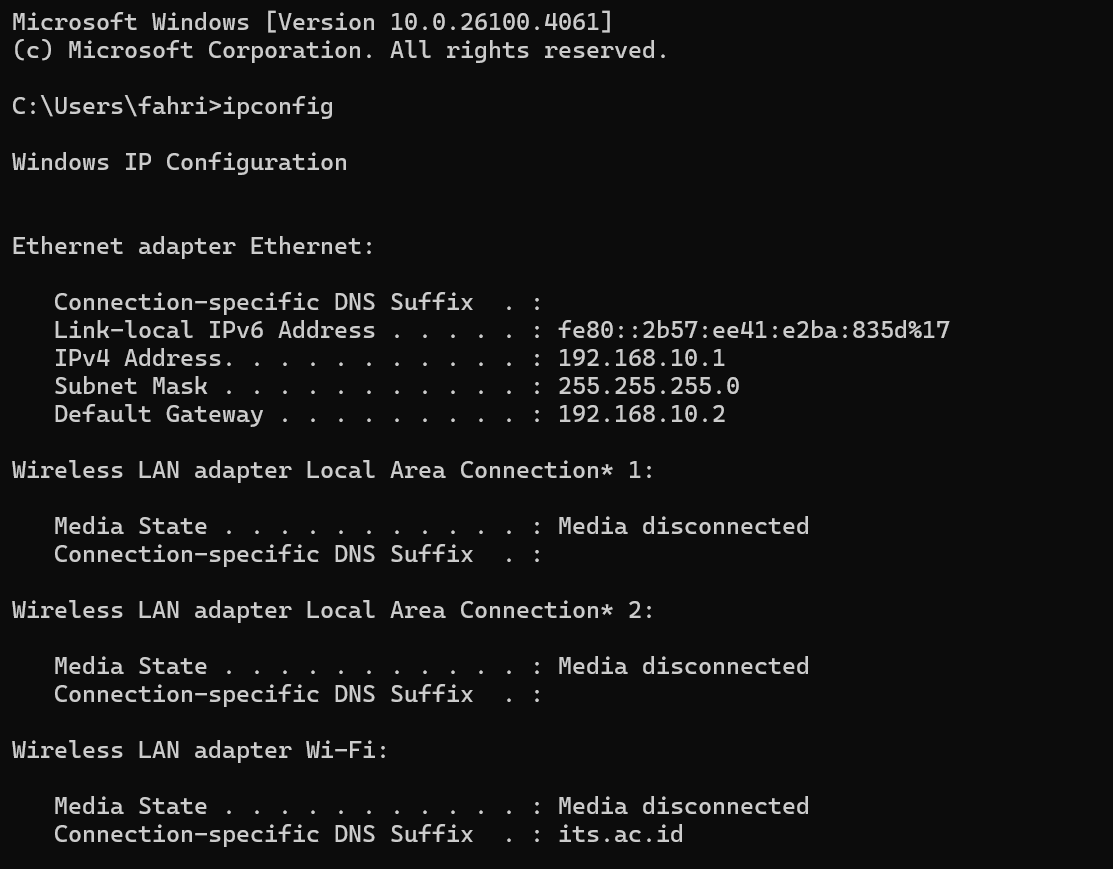 Microsoft Windows [Version 10.0.26100.4061]
(c) Microsoft Corporation. All rights reserved.
C:\Users\fahri>ipconfig
Windows IP Configuration
Ethernet adapter Ethernet:
Connection-specific DNS Suffix  . :
Link-local IPv6 Address . . . . . : fe80::2b57:ee41:e2ba:835d%17
IPv4 Address. . . . . . . . . . . : 192.168.10.1
Subnet Mask . . . . . . . . . . . : 255.255.255.0
Default Gateway . . . . . . . . . : 192.168.10.2
Wireless LAN adapter Local Area Connection* 1:
Media State . . . . . . . . . . . : Media disconnected
Connection-specific DNS Suffix  . :
Wireless LAN adapter Local Area Connection* 2:
Media State . . . . . . . . . . . : Media disconnected
Connection-specific DNS Suffix  . :
Wireless LAN adapter Wi-Fi:
Media State . . . . . . . . . . . : Media disconnected
Connection-specific DNS Suffix  . : its.ac.id